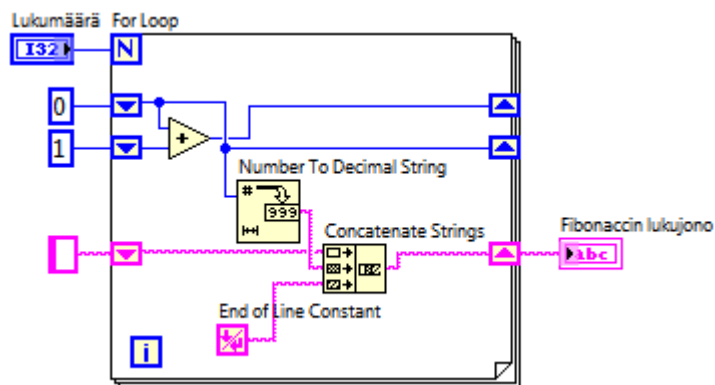 Lukumäärä For Loop
I32
N
0
1
+
Number To Decimal String
#
999
Concatenate Strings
Fibonaccin lukujono
abc
End of Line Constant
i